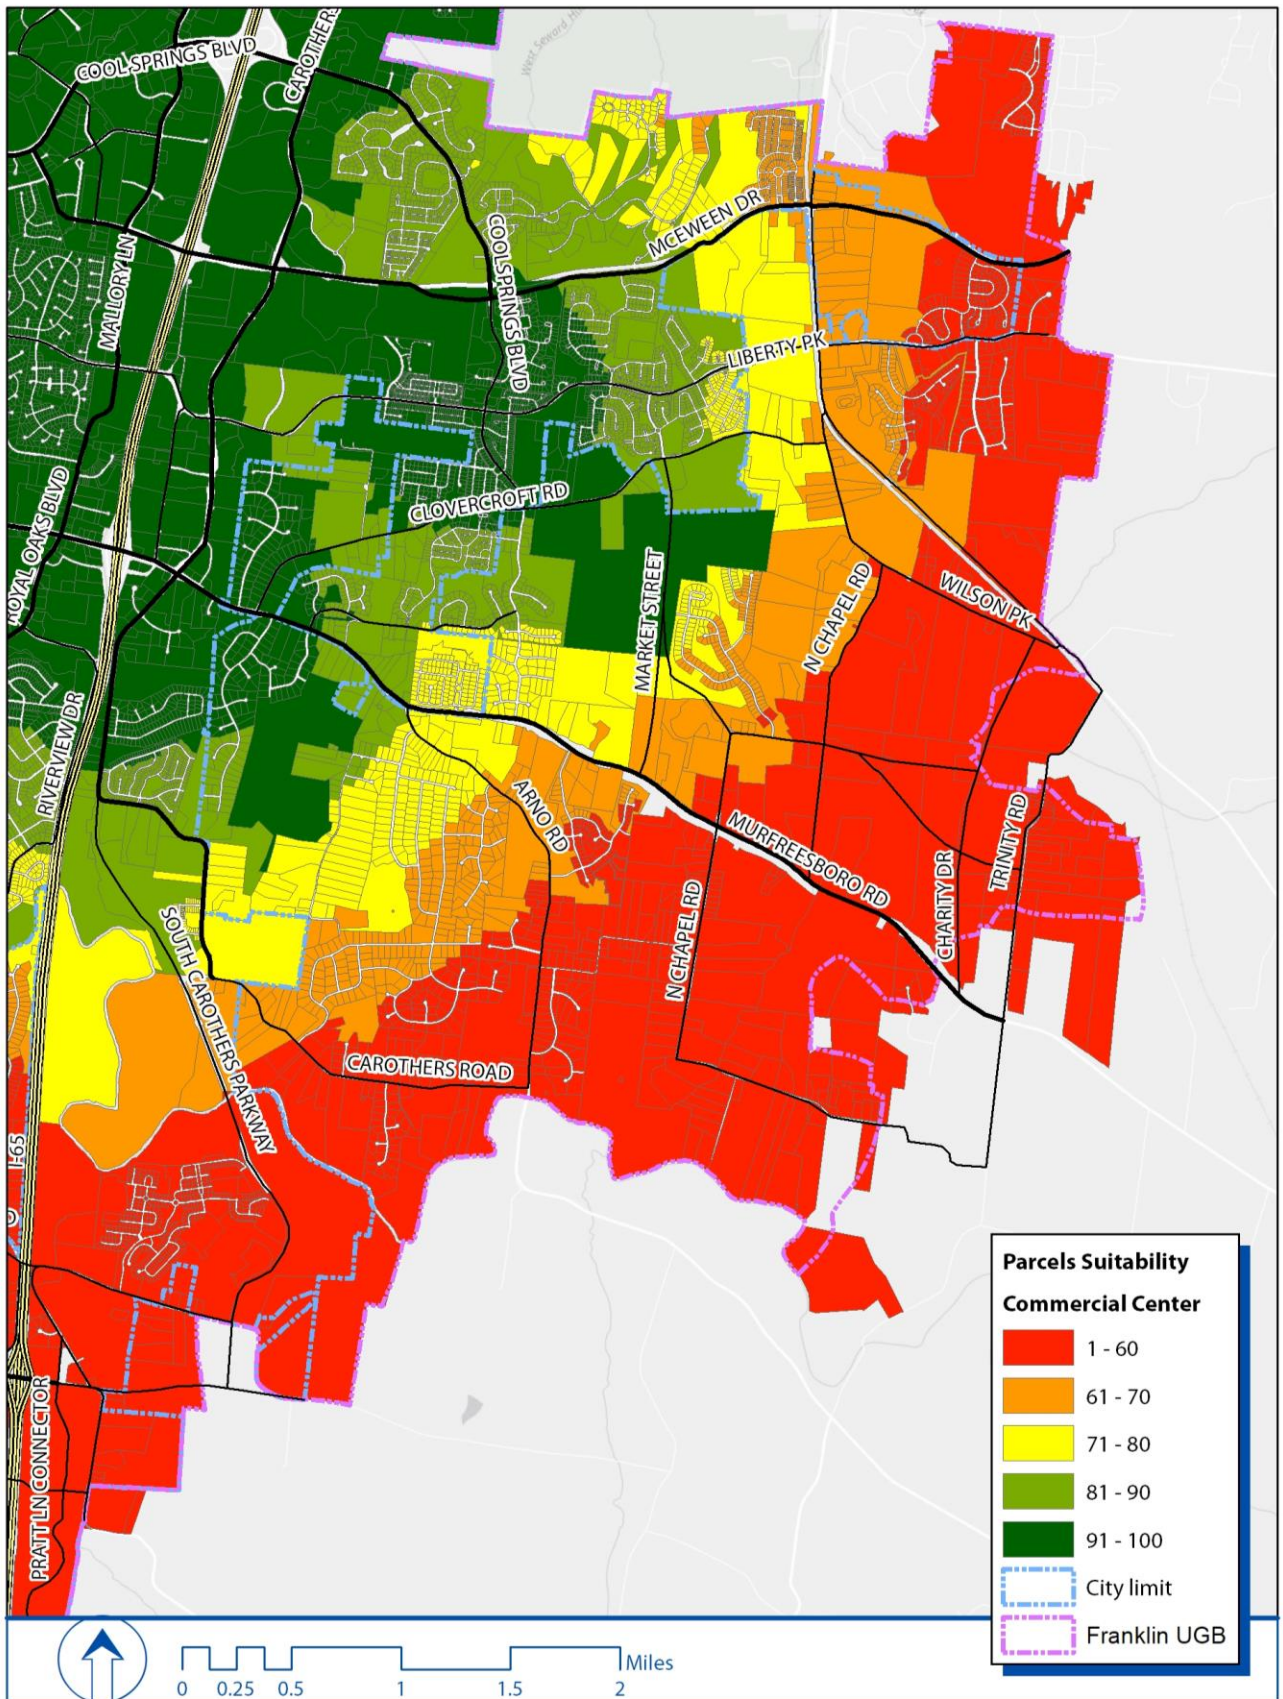 COOL SPRINGS BLVD
CAROTHERS
West Seward
MALLORY LN
COOLSPRINGS BLVD
MCEWEEN DR
LIBERTY PK
ROYAL OAKS BLVD
CLOVERCROFT RD
MARKET STREET
N CHAPEL RD
WILSON PK
RIVERVIEW DR
ARNO RD
MURFREESBORO RD
TRINITY RD
CHARITY DR
N CHAPEL RD
SOUTH CAROTHERS PARKWAY
CAROTHERS ROAD
I-65
PRATT LN CONNECTOR
Parcels Suitability
Commercial Center
1 - 60
61 - 70
71 - 80
81 - 90
91 - 100
City limit
Franklin UGB
Miles
0 0.25 0.5 1 1.5 2